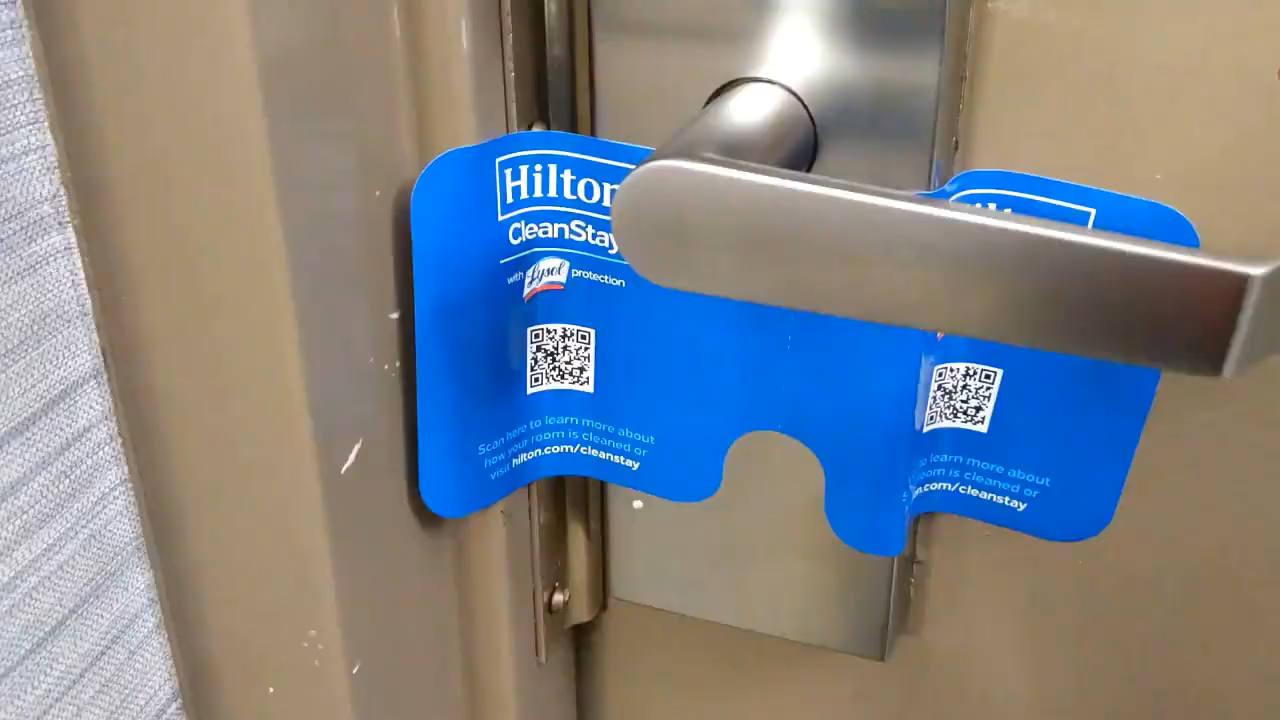 Hilton
CleanStay
with Lysol protection
Scan here to learn more about
how your room is cleaned or
visit hilton.com/cleanstay
to learn more about
room is cleaned or
.com/cleanstay